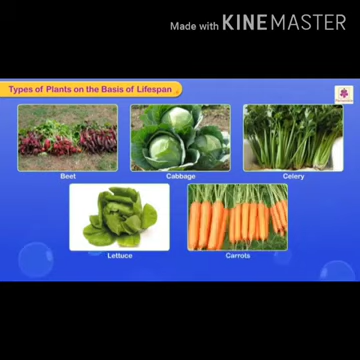 Made with KINEMASTER
Types of Plants on the Basis of Lifespan
Beet
Cabbage
Celery
Lettuce
Carrots